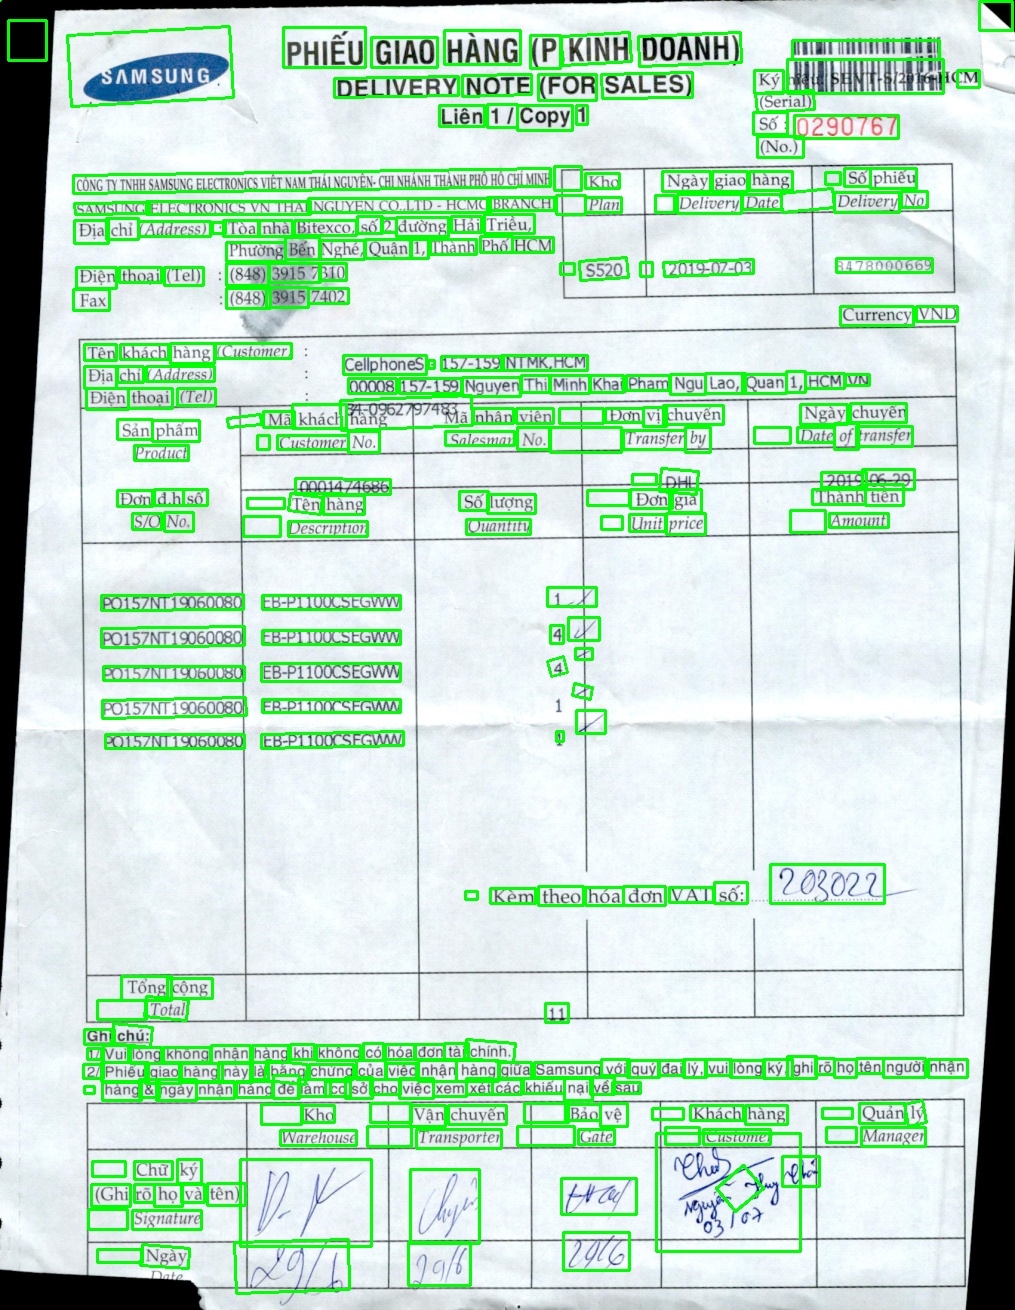 SAMSUNG
PHIẾU GIAO HÀNG (P KINH DOANH)
DELIVERY NOTE (FOR SALES)
Liên 1 / Copy 1
Ký hiệu: SEVT-S/2016-HCM
(Serial)
Số : 0290767
(No.)
CÔNG TY TNHH SAMSUNG ELECTRONICS VIỆT NAM THÁI NGUYÊN- CHI NHÁNH THÀNH PHỐ HỒ CHÍ MINH
SAMSUNG ELECTRONICS VN THAI NGUYEN CO.,LTD - HCMC BRANCH
Địa chỉ (Address) : Tòa nhà Bitexco, số 2 đường Hải Triều,
Phường Bến Nghé, Quận 1, Thành Phố HCM
Điện thoại (Tel) : (848) 3915 7310
Fax : (848) 3915 7402
Kho Ngày giao hàng Số phiếu
Plan Delivery Date Delivery No
S520 2019-07-03 8478000669
Currency VND
Tên khách hàng (Customer : CellphoneS - 157-159 NTMK,HCM
Địa chỉ (Address) : 00008 157-159 Nguyen Thi Minh Khai Pham Ngu Lao, Quan 1, HCM VN
Điện thoại (Tel) : 84-0962797483
Sản phẩm Mã khách hàng Mã nhân viên Đơn vị chuyển Ngày chuyển
Product Customer No. Salesman No. Transfer by Date of transfer
0001474686 DHL 2019-06-29
Đơn đ.h số Tên hàng Số lượng Đơn giá Thành tiền
S/O No. Description Quantity Unit price Amount
PO157NT19060080 EB-P1100CSEGWW 1
PO157NT19060080 EB-P1100CSEGWW 4
PO157NT19060080 EB-P1100CSEGWW 4
PO157NT19060080 EB-P1100CSEGWW 1
PO157NT19060080 EB-P1100CSEGWW 1
Kèm theo hóa đơn VAT số: 203022
Tổng cộng
Total 11
Ghi chú:
1/ Vui lòng không nhận hàng khi không có hóa đơn tài chính.
2/ Phiếu giao hàng này là bằng chứng của việc nhận hàng giữa Samsung với quý đại lý, vui lòng ký, ghi rõ họ tên người nhận
hàng & ngày nhận hàng để làm cơ sở cho việc xem xét các khiếu nại về sau
Kho Vận chuyển Bảo vệ Khách hàng Quản lý
Warehouse Transporter Gate Customer Manager
Chữ ký
(Ghi rõ họ và tên)
Signature
Nguyễn Thuy
03/07
Ngày 29/6 29/6 29/6
Date